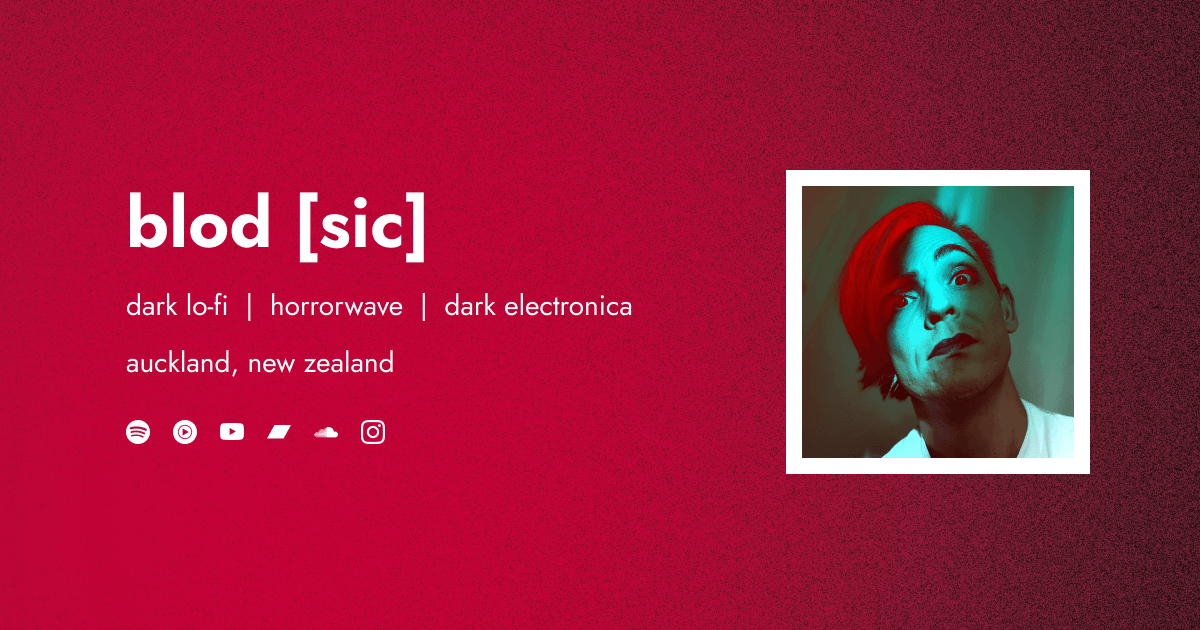 blod [sic]
dark lo-fi | horrorwave | dark electronica
auckland, new zealand